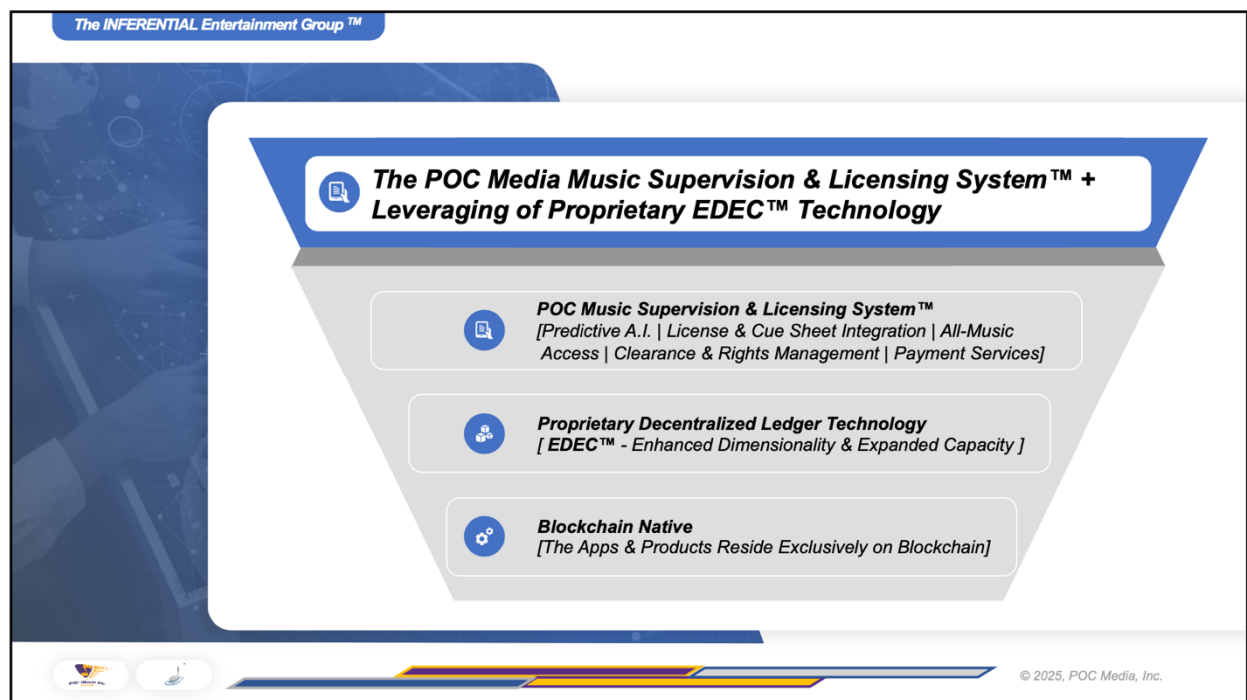 The INFERENTIAL Entertainment Group ™
The POC Media Music Supervision & Licensing System™ +
Leveraging of Proprietary EDEC™ Technology
POC Music Supervision & Licensing System™
[Predictive A.I. | License & Cue Sheet Integration | All-Music
Access | Clearance & Rights Management | Payment Services]
Proprietary Decentralized Ledger Technology
[ EDEC™ - Enhanced Dimensionality & Expanded Capacity ]
Blockchain Native
[The Apps & Products Reside Exclusively on Blockchain]
POC MEDIA Inc.
© 2025, POC Media, Inc.